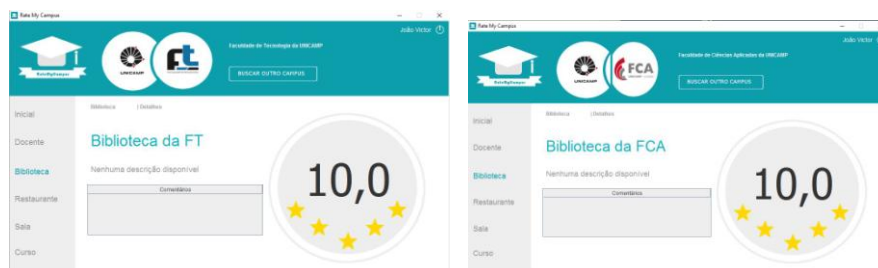 Rate My Campus
João Victor
Faculdade de Tecnologia da UNICAMP
RateMyCampus
UNICAMP
FT
BUSCAR OUTRO CAMPUS
Inicial
Docente
Biblioteca
Restaurante
Sala
Curso
Biblioteca | Detalhes
Biblioteca da FT
Nenhuma descrição disponível
Comentários
10,0
Rate My Campus
João Victor
Faculdade de Ciências Aplicadas da UNICAMP
RateMyCampus
UNICAMP
FCA
BUSCAR OUTRO CAMPUS
Inicial
Docente
Biblioteca
Restaurante
Sala
Curso
Biblioteca | Detalhes
Biblioteca da FCA
Nenhuma descrição disponível
Comentários
10,0